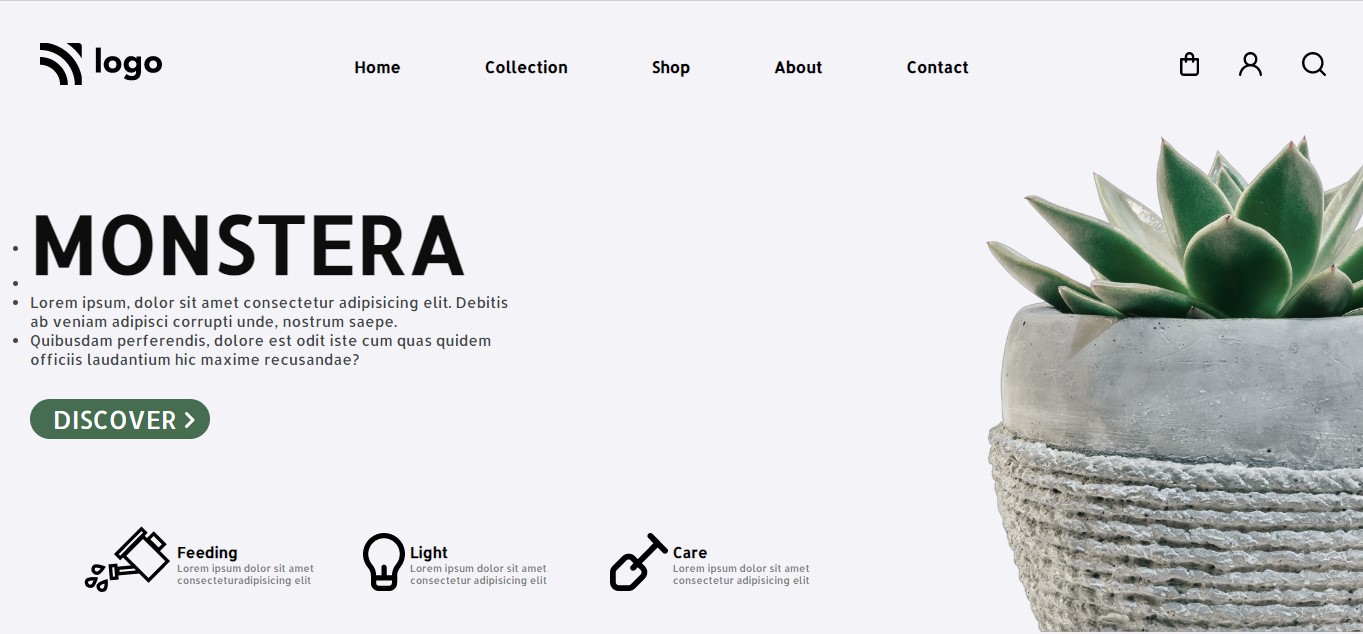 logo
Home Collection Shop About Contact
MONSTERA
Lorem ipsum, dolor sit amet consectetur adipisicing elit. Debitis
ab veniam adipisci corrupti unde, nostrum saepe.
Quibusdam perferendis, dolore est odit iste cum quas quidem
officiis laudantium hic maxime recusandae?
DISCOVER
Feeding
Lorem ipsum dolor sit amet
consecteturadipisicing elit
Light
Lorem ipsum dolor sit amet
consectetur adipisicing elit
Care
Lorem ipsum dolor sit amet
consectetur adipisicing elit